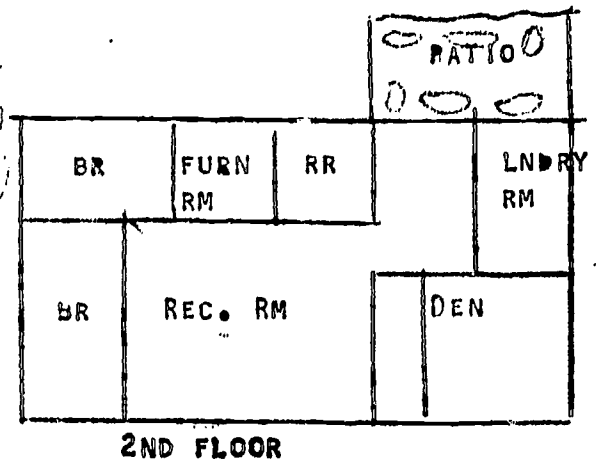 PATIO
BR
FURN
RM
RR
LNDRY
RM
BR
REC. RM
DEN
2ND FLOOR